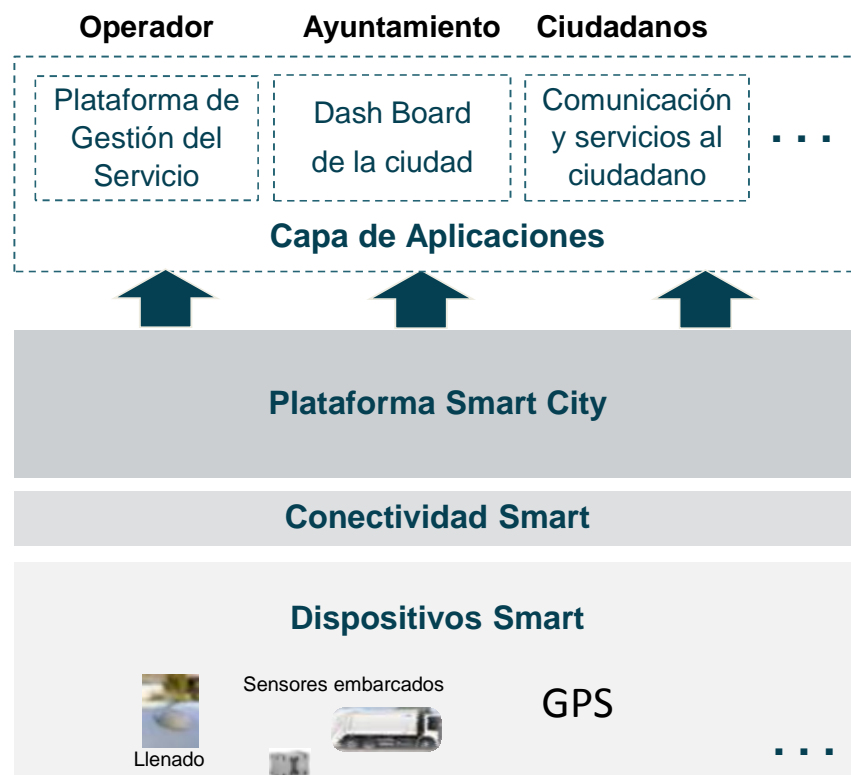 Operador Ayuntamiento Ciudadanos
Plataforma de
Gestión del
Servicio
Dash Board
de la ciudad
Comunicación
y servicios al
ciudadano
. . .
Capa de Aplicaciones
Plataforma Smart City
Conectividad Smart
Dispositivos Smart
Sensores embarcados
GPS
Llenado
. . .